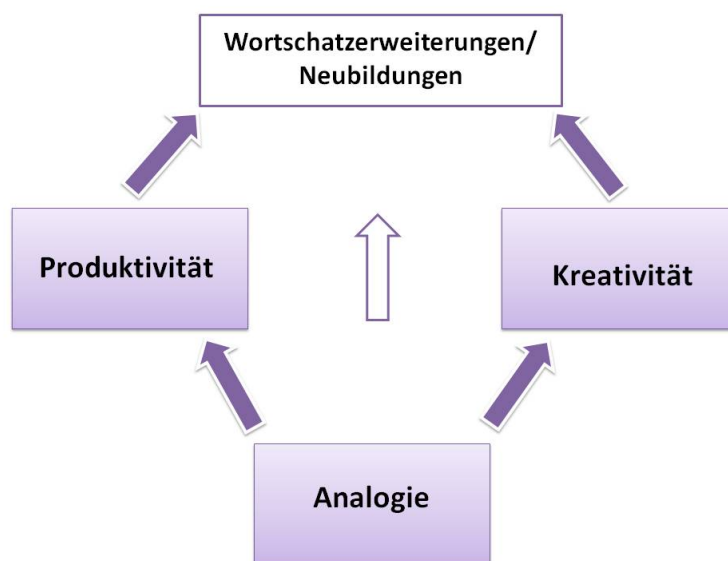 Wortschatzerweiterungen/
Neubildungen
Produktivität
Kreativität
Analogie